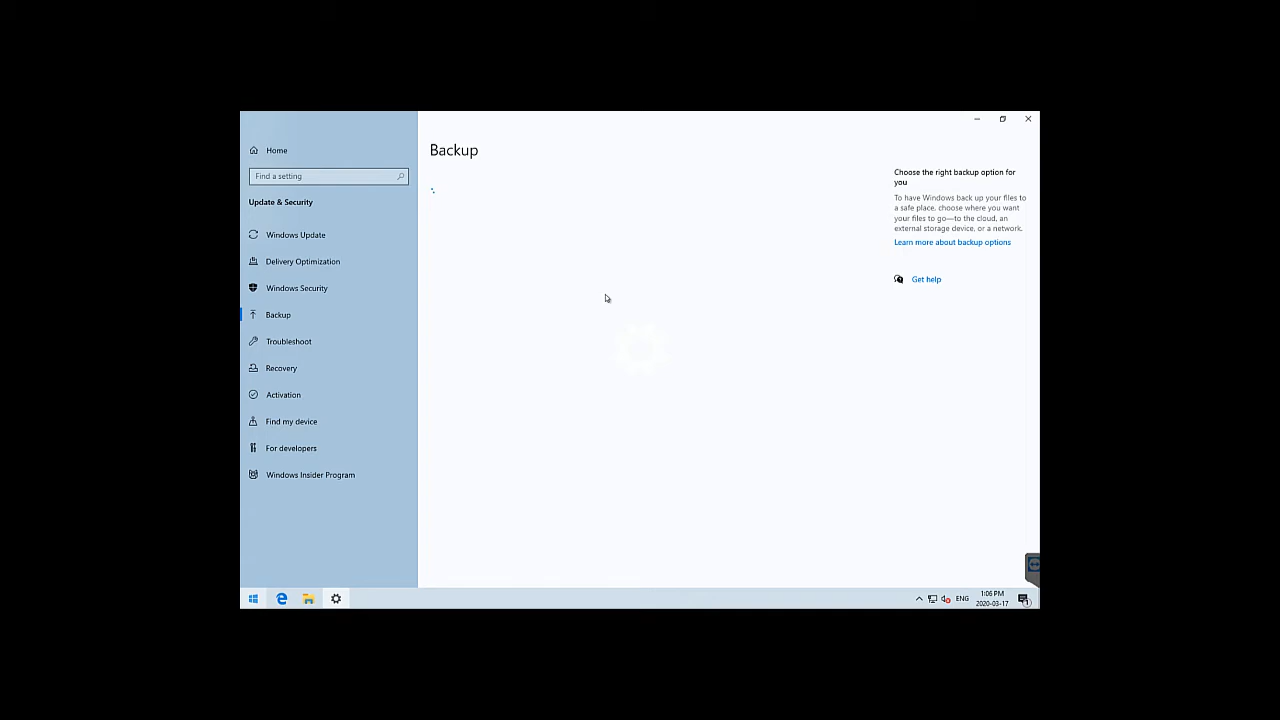 Home
Find a setting
Update & Security
Windows Update
Delivery Optimization
Windows Security
Backup
Troubleshoot
Recovery
Activation
Find my device
For developers
Windows Insider Program
Backup
Choose the right backup option for
you
To have Windows back up your files to
a safe place, choose where you want
your files to go—to the cloud, an
external storage device, or a network.
Learn more about backup options
Get help
ENG
1:06 PM
2020-03-17
1